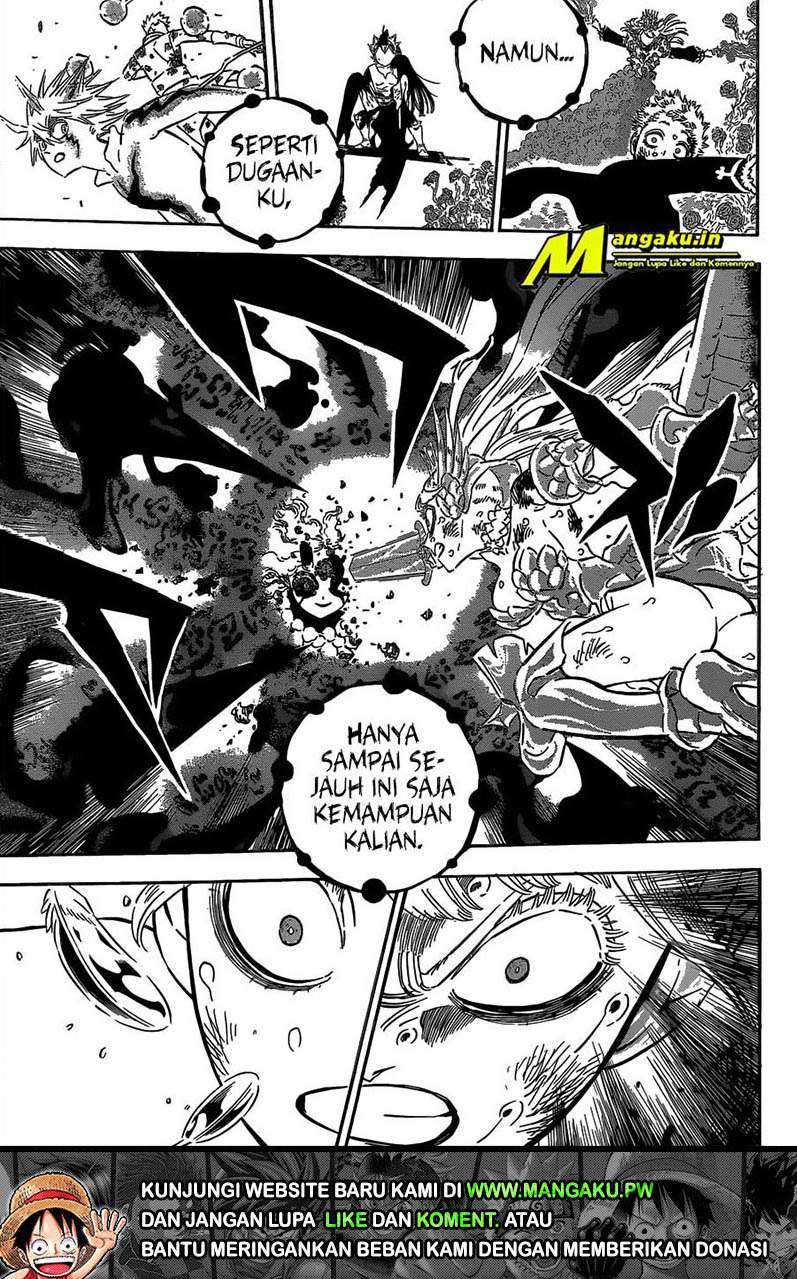 NAMUN...
SEPERTI
DUGAAN-
KU,
Mangaku.in
Jangan Lupa Like dan Komennya
HANYA
SAMPAI SE-
JAUH INI SAJA
KEMAMPUAN
KALIAN.
KUNJUNGI WEBSITE BARU KAMI DI WWW.MANGAKU.PW
DAN JANGAN LUPA LIKE DAN KOMENT. ATAU
BANTU MERINGANKAN BEBAN KAMI DENGAN MEMBERIKAN DONASI